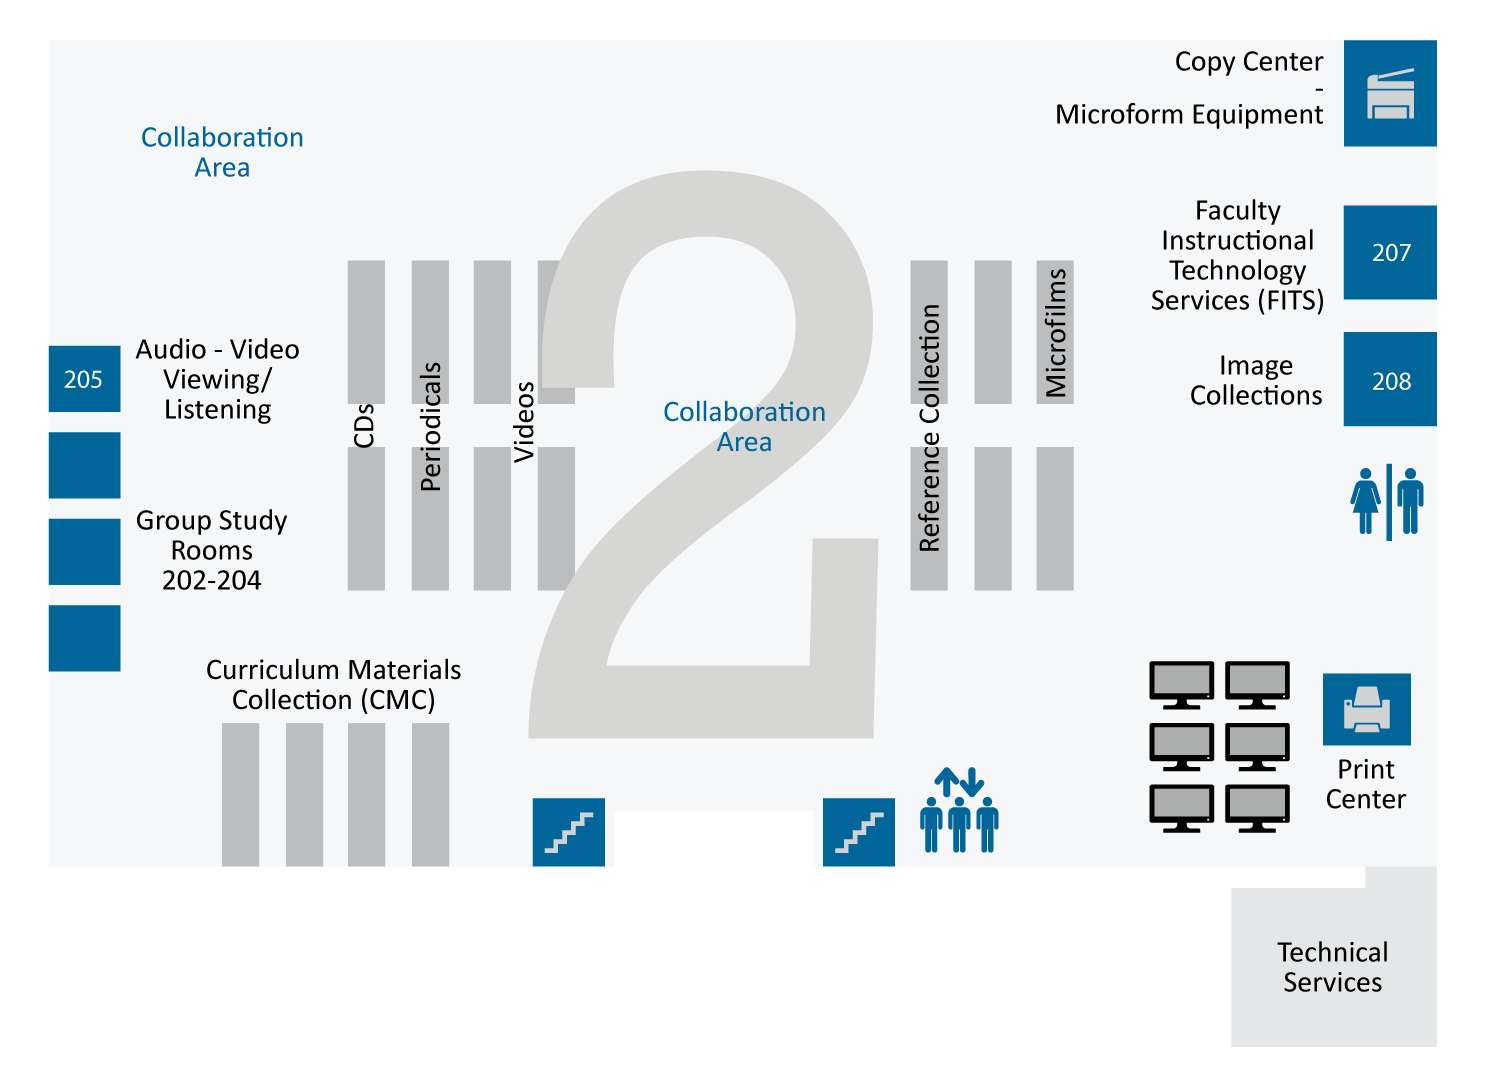 Copy Center
-
Microform Equipment
Collaboration
Area
Faculty
Instructional
Technology
Services (FITS)
207
2
Audio - Video
Viewing/
Listening
205
CDs
Periodicals
Videos
Collaboration
Area
Reference Collection
Microfilms
Image
Collections
208
Group Study
Rooms
202-204
Curriculum Materials
Collection (CMC)
Print
Center
Technical
Services